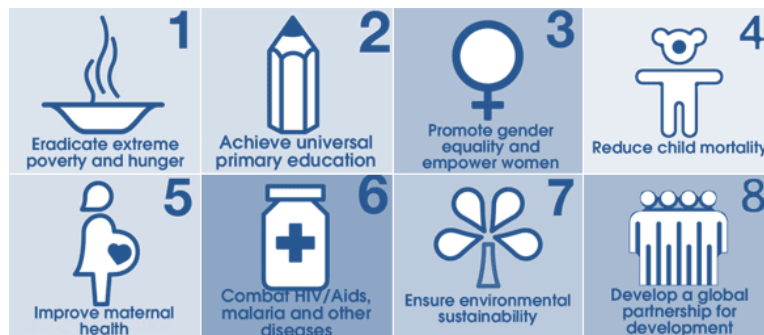 1
Eradicate extreme
poverty and hunger
2
Achieve universal
primary education
3
Promote gender
equality and
empower women
4
Reduce child mortality
5
Improve maternal
health
6
Combat HIV/Aids,
malaria and other
diseases
7
Ensure environmental
sustainability
8
Develop a global
partnership for
development